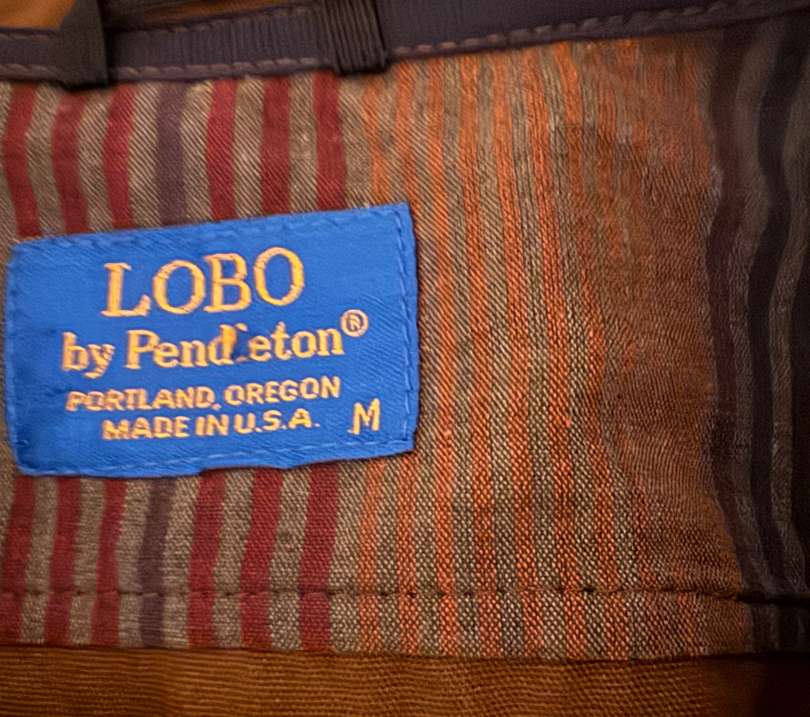 LOBO
by Pendleton®
PORTLAND, OREGON
MADE IN U.S.A. M